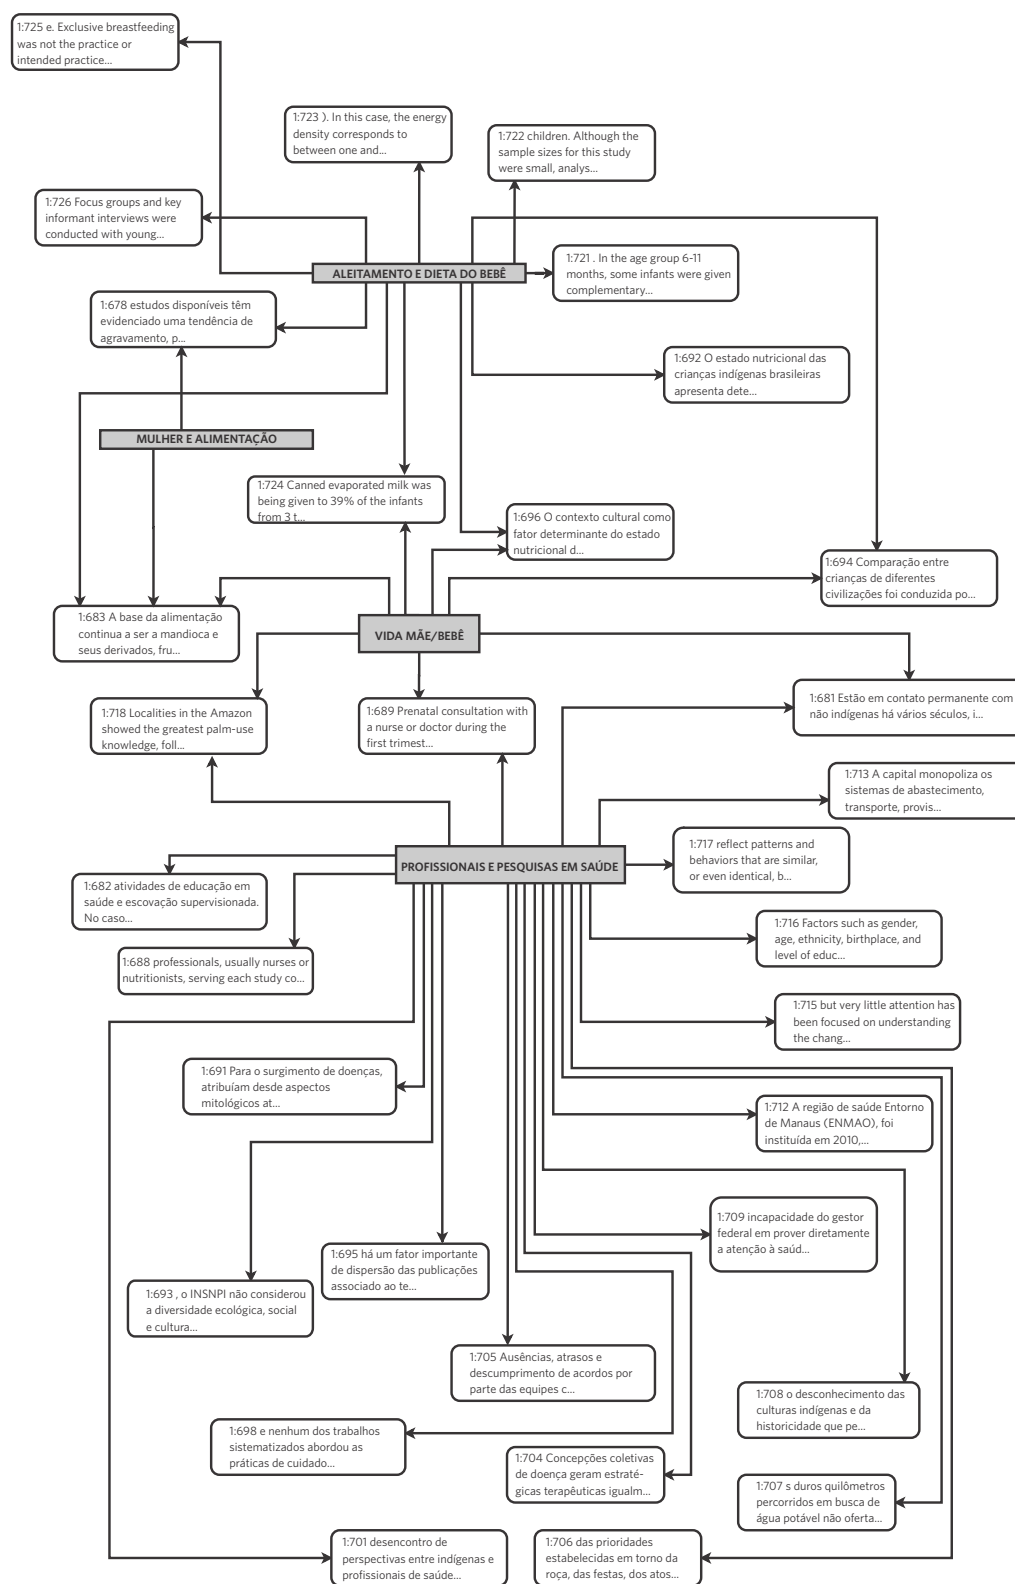 1:725 e. Exclusive breastfeeding
was not the practice or
intended practice...
1:723 ). In this case, the energy
density corresponds to
between one and...
1:722 children. Although the
sample sizes for this study
were small, analys...
1:726 Focus groups and key
informant interviews were
conducted with young...
ALEITAMENTO E DIETA DO BEBÊ
1:721 . In the age group 6-11
months, some infants were given
complementary...
1:678 estudos disponíveis têm
evidenciado uma tendência de
agravamento, p...
1:692 O estado nutricional das
crianças indígenas brasileiras
apresenta dete...
MULHER E ALIMENTAÇÃO
1:724 Canned evaporated milk was
being given to 39% of the infants
from 3 t...
1:696 O contexto cultural como
fator determinante do estado
nutricional d...
1:694 Comparação entre
crianças de diferentes
civilizações foi conduzida po...
1:683 A base da alimentação
continua a ser a mandioca e
seus derivados, fru...
VIDA MÃE/BEBÊ
1:718 Localities in the Amazon
showed the greatest palm-use
knowledge, foll...
1:689 Prenatal consultation with
a nurse or doctor during the
first trimest...
1:681 Estão em contato permanente com
não indígenas há vários séculos, i...
1:713 A capital monopoliza os
sistemas de abastecimento,
transporte, provis...
PROFISSIONAIS E PESQUISAS EM SAÚDE
1:717 reflect patterns and
behaviors that are similar,
or even identical, b...
1:682 atividades de educação em
saúde e escovação supervisionada.
No caso...
1:716 Factors such as gender,
age, ethnicity, birthplace, and
level of educ...
1:688 professionals, usually nurses or
nutritionists, serving each study co...
1:715 but very little attention has
been focused on understanding
the chang...
1:691 Para o surgimento de doenças,
atribuíam desde aspectos
mitológicos at...
1:712 A região de saúde Entorno
de Manaus (ENMAO), foi
instituída em 2010,...
1:709 incapacidade do gestor
federal em prover diretamente
a atenção à saúd...
1:695 há um fator importante
de dispersão das publicações
associado ao te...
1:693 , o INSNPI não considerou
a diversidade ecológica, social
e cultura...
1:705 Ausências, atrasos e
descumprimento de acordos por
parte das equipes c...
1:708 o desconhecimento das
culturas indígenas e da
historicidade que pe...
1:698 e nenhum dos trabalhos
sistematizados abordou as
práticas de cuidado...
1:704 Concepções coletivas
de doença geram estraté-
gicas terapêuticas igualm...
1:707 s duros quilômetros
percorridos em busca de
água potável não oferta...
1:701 desencontro de
perspectivas entre indígenas e
profissionais de saúde...
1:706 das prioridades
estabelecidas em torno da
roça, das festas, dos atos...